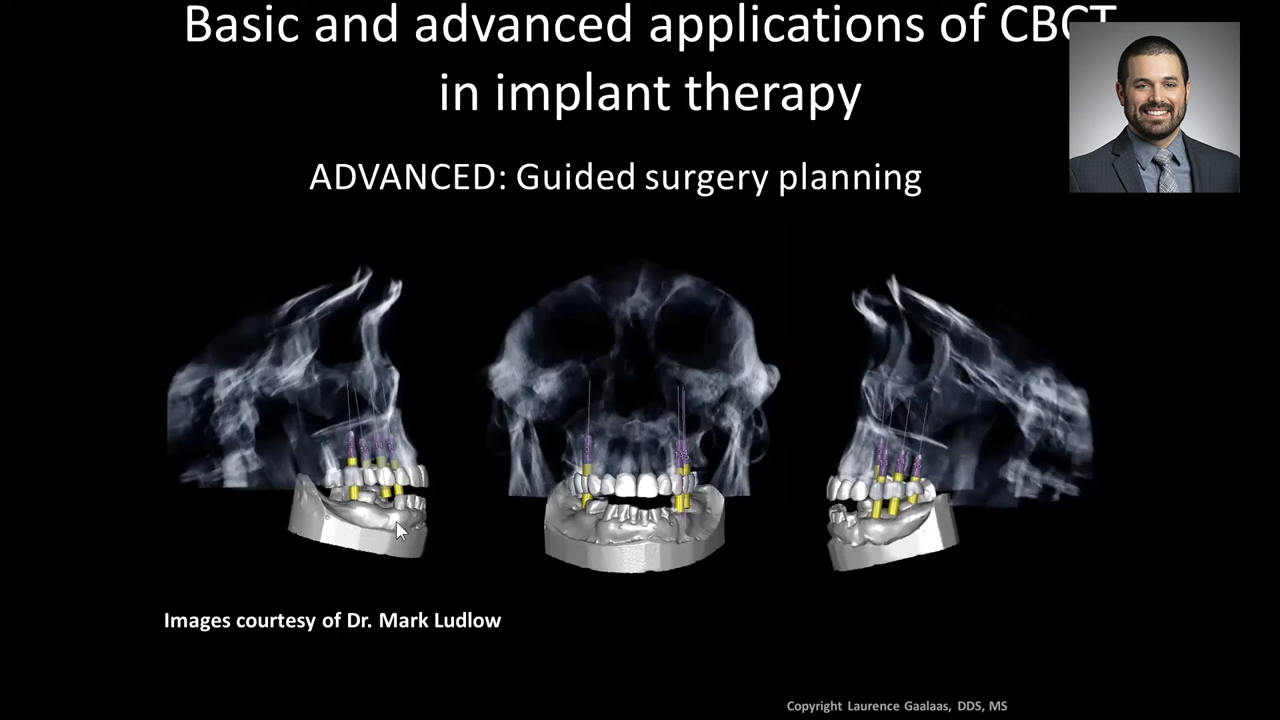 Basic and advanced applications of CBCT
in implant therapy
ADVANCED: Guided surgery planning
Images courtesy of Dr. Mark Ludlow
Copyright Laurence Gaalaas, DDS, MS